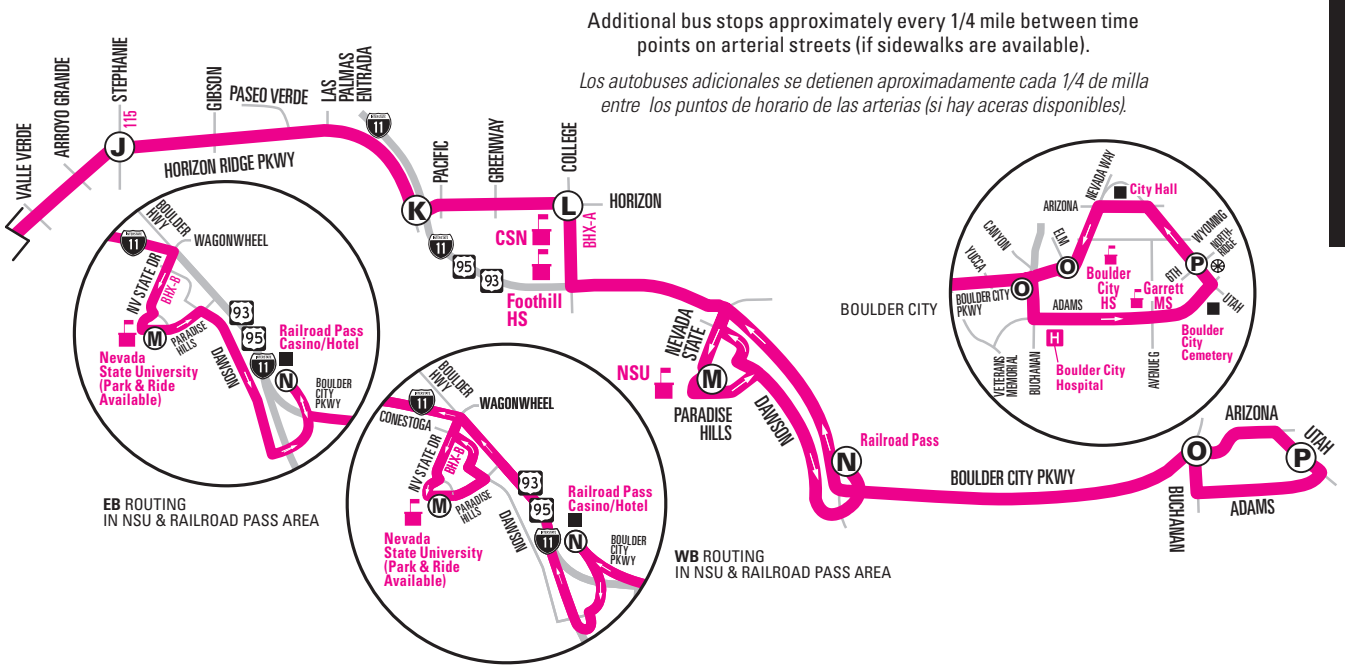 Additional bus stops approximately every 1/4 mile between time
points on arterial streets (if sidewalks are available).
Los autobuses adicionales se detienen aproximadamente cada 1/4 de milla
entre los puntos de horario de las arterias (si hay aceras disponibles).
VALLE VERDE
ARROYO GRANDE
STEPHANIE
115
J
GIBSON
PASEO VERDE
LAS
PALMAS
ENTRADA
INTERSTATE
11
HORIZON RIDGE PKWY
K
PACIFIC
GREENWAY
COLLEGE
L
HORIZON
BHX-A
CSN
11
95
93
Foothill
HS
NEVADA
STATE
NSU
M
PARADISE
HILLS
DAWSON
N
Railroad Pass
BOULDER CITY PKWY
O
ARIZONA
UTAH
P
ADAMS
BUCHANAN
BOULDER
HWY
11
WAGONWHEEL
NV STATE DR
BHX-B
M
PARADISE
HILLS
93
95
11
Railroad Pass
Casino/Hotel
N
DAWSON
BOULDER
CITY
PKWY
Nevada
State University
(Park & Ride
Available)
EB ROUTING
IN NSU & RAILROAD PASS AREA
BOULDER
HWY
11
WAGONWHEEL
CONESTOGA
NV STATE DR
BHX-B
M
PARADISE
HILLS
93
95
11
Railroad Pass
Casino/Hotel
N
DAWSON
BOULDER
CITY
PKWY
Nevada
State University
(Park & Ride
Available)
WB ROUTING
IN NSU & RAILROAD PASS AREA
BOULDER CITY
NEVADA WAY
City Hall
ARIZONA
WYOMING
NORTH-
RIDGE
CANYON
ELM
YUCCA
O
O
P
6TH
UTAH
Boulder
City
HS
Garrett
MS
BOULDER CITY
PKWY
ADAMS
H
Boulder City
Hospital
VETERANS
MEMORIAL
BUCHANAN
AVENUE G
Boulder
City
Cemetery